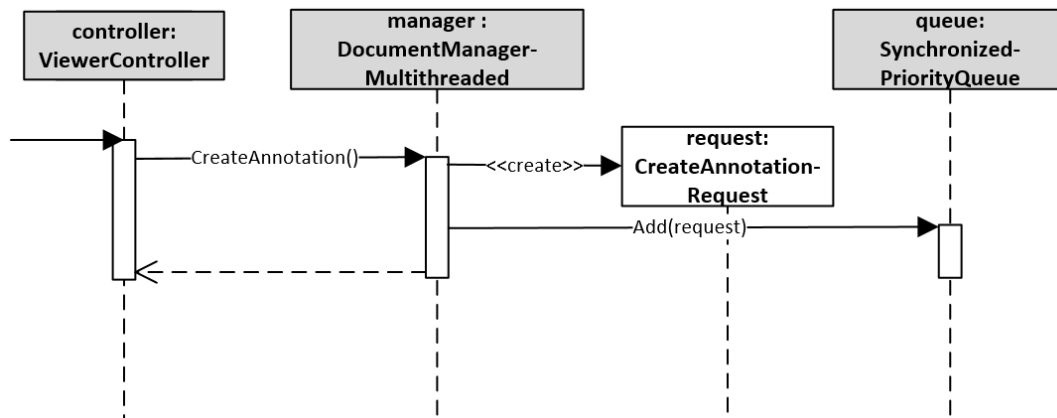 controller:
ViewerController
manager :
DocumentManager-
Multithreaded
queue:
Synchronized-
PriorityQueue
CreateAnnotation()
<<create>>
request:
CreateAnnotation-
Request
Add(request)